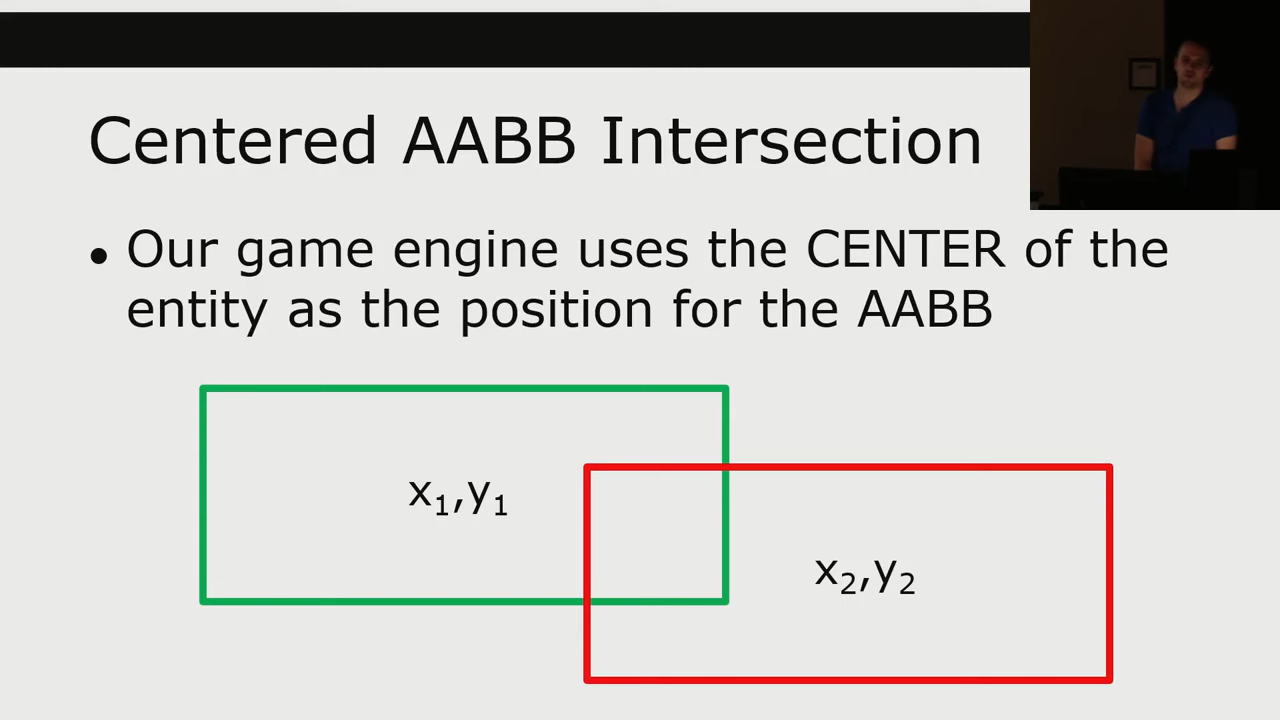 Centered AABB Intersection
• Our game engine uses the CENTER of the
entity as the position for the AABB
x₁,y₁
x₂,y₂